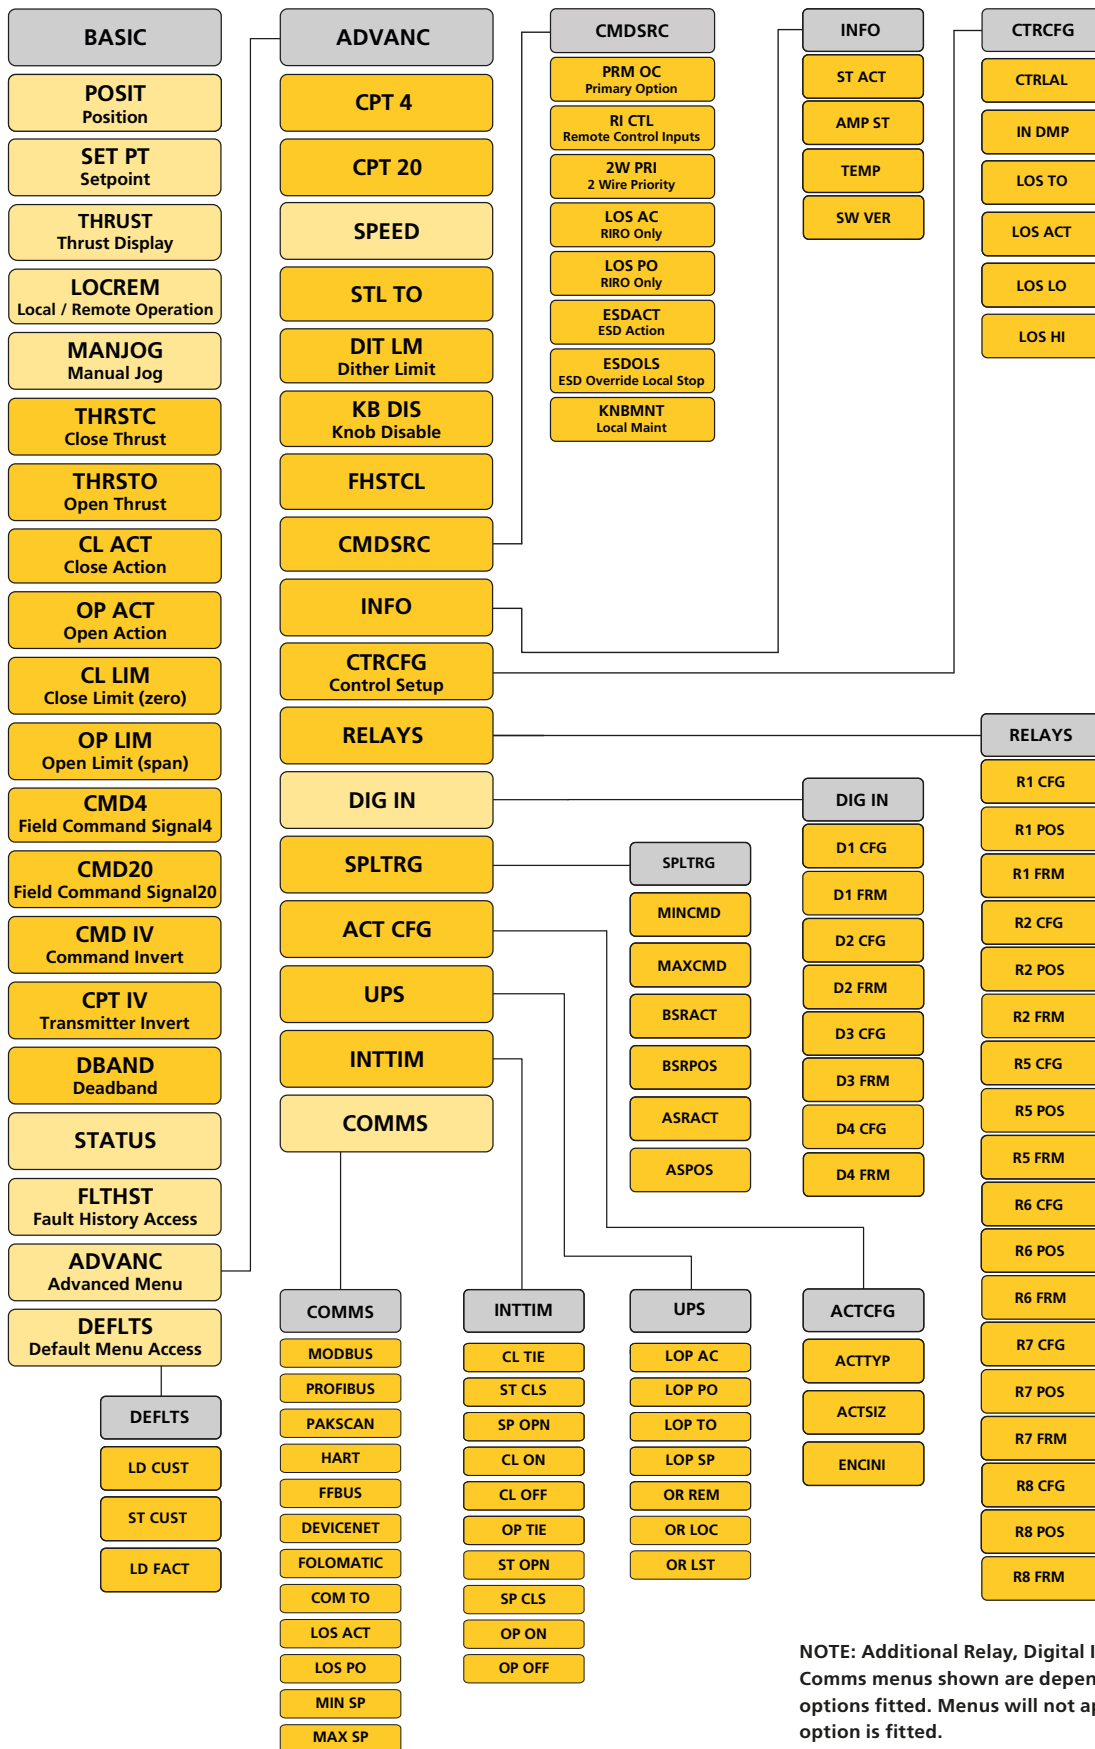 BASIC
POSIT
Position
SET PT
Setpoint
THRUST
Thrust Display
LOCREM
Local / Remote Operation
MANJOG
Manual Jog
THRSTC
Close Thrust
THRSTO
Open Thrust
CL ACT
Close Action
OP ACT
Open Action
CL LIM
Close Limit (zero)
OP LIM
Open Limit (span)
CMD4
Field Command Signal4
CMD20
Field Command Signal20
CMD IV
Command Invert
CPT IV
Transmitter Invert
DBAND
Deadband
STATUS
FLTHST
Fault History Access
ADVANC
Advanced Menu
DEFLTS
Default Menu Access
DEFLTS
LD CUST
ST CUST
LD FACT
ADVANC
CPT 4
CPT 20
SPEED
STL TO
DIT LM
Dither Limit
KB DIS
Knob Disable
FHSTCL
CMDSRC
INFO
CTRCFG
Control Setup
RELAYS
DIG IN
SPLTRG
ACT CFG
UPS
INTTIM
COMMS
COMMS
MODBUS
PROFIBUS
PAKSCAN
HART
FFBUS
DEVICENET
FOLOMATIC
COM TO
LOS ACT
LOS PO
MIN SP
MAX SP
CMDSRC
PRM OC
Primary Option
RI CTL
Remote Control Inputs
2W PRI
2 Wire Priority
LOS AC
RIRO Only
LOS PO
RIRO Only
ESDACT
ESD Action
ESDOLS
ESD Override Local Stop
KNBMNT
Local Maint
INTTIM
CL TIE
ST CLS
SP OPN
CL ON
CL OFF
OP TIE
ST OPN
SP CLS
OP ON
OP OFF
SPLTRG
MINCMD
MAXCMD
BSRACT
BSRPOS
ASRACT
ASPOS
UPS
LOP AC
LOP PO
LOP TO
LOP SP
OR REM
OR LOC
OR LST
INFO
ST ACT
AMP ST
TEMP
SW VER
DIG IN
D1 CFG
D1 FRM
D2 CFG
D2 FRM
D3 CFG
D3 FRM
D4 CFG
D4 FRM
ACTCFG
ACTTYP
ACTSIZ
ENCINI
CTRCFG
CTRLAL
IN DMP
LOS TO
LOS ACT
LOS LO
LOS HI
RELAYS
R1 CFG
R1 POS
R1 FRM
R2 CFG
R2 POS
R2 FRM
R5 CFG
R5 POS
R5 FRM
R6 CFG
R6 POS
R6 FRM
R7 CFG
R7 POS
R7 FRM
R8 CFG
R8 POS
R8 FRM
NOTE: Additional Relay, Digital
Comms menus shown are
options fitted. Menus will not
option is fitted.